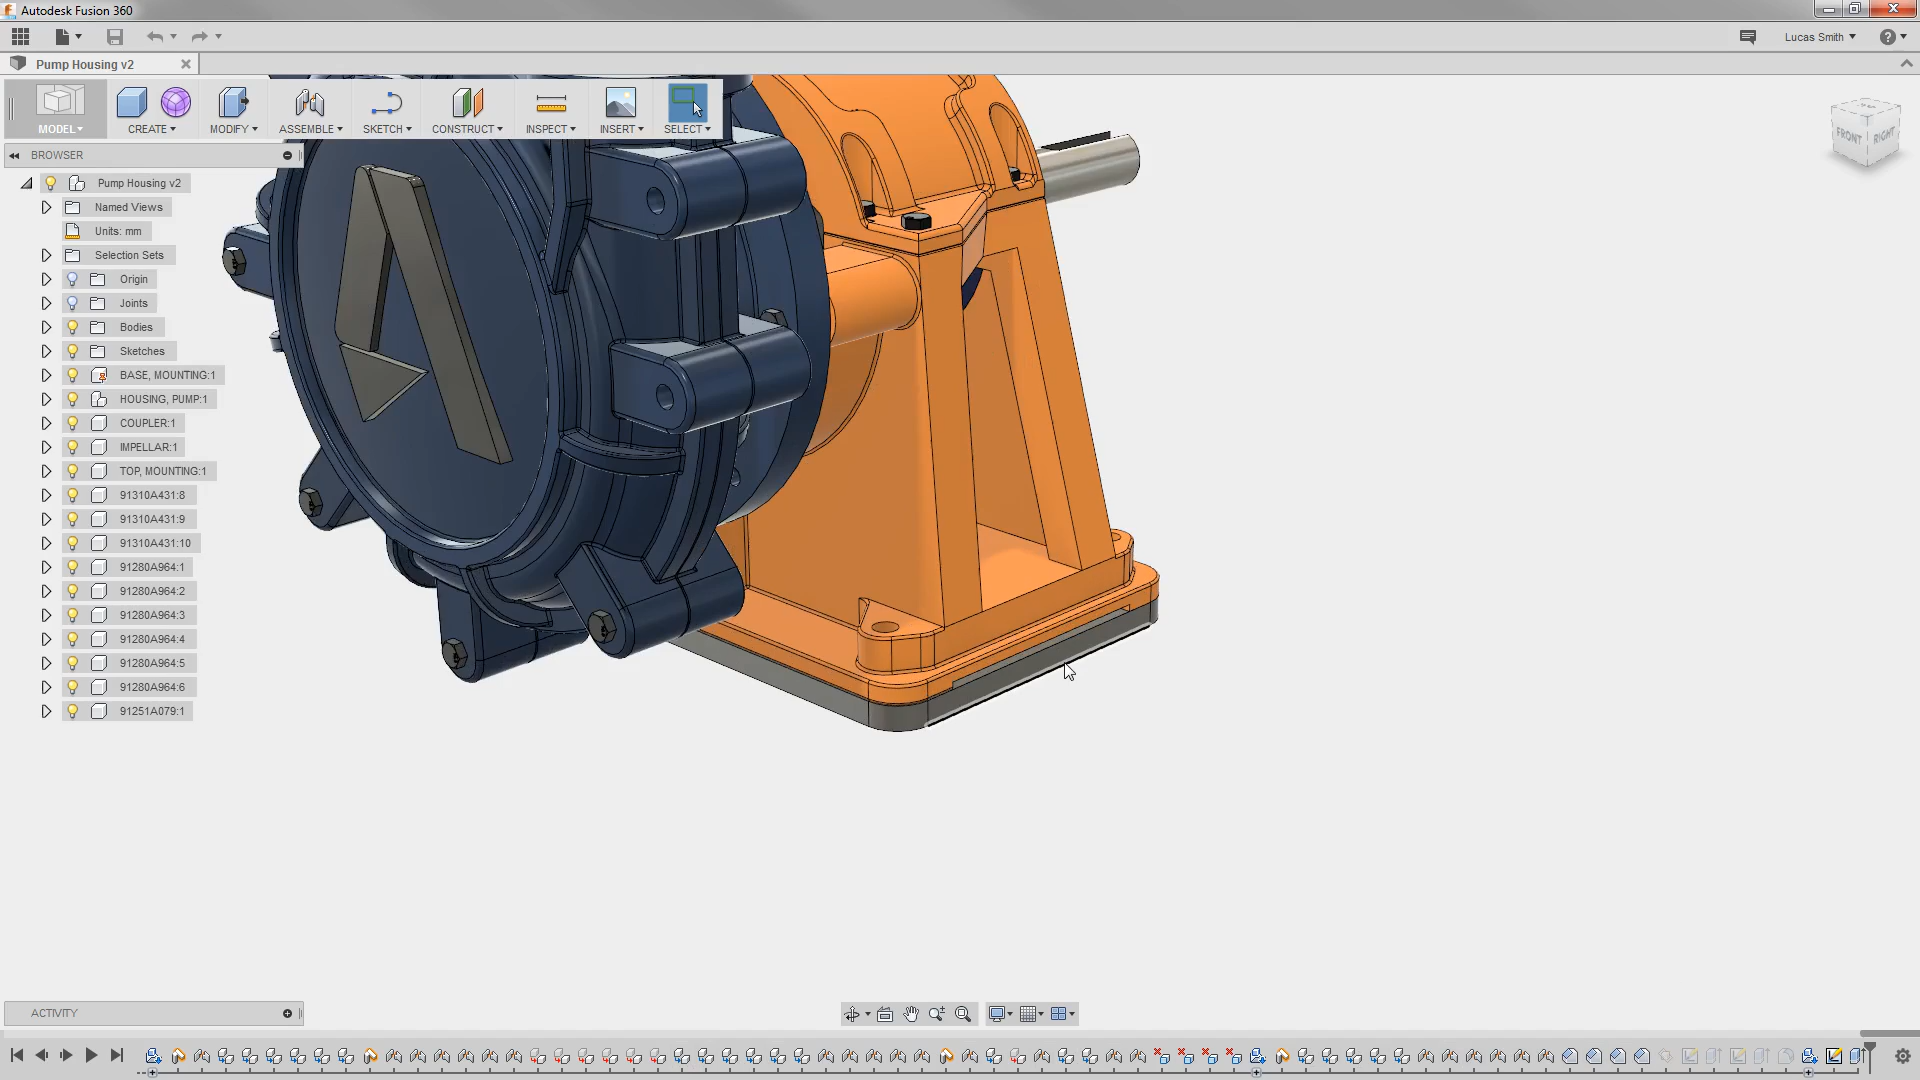 Autodesk Fusion 360
Lucas Smith
Pump Housing v2
MODEL
CREATE
MODIFY
ASSEMBLE
SKETCH
CONSTRUCT
INSPECT
INSERT
SELECT
FRONT
RIGHT
BROWSER
Pump Housing v2
Named Views
Units: mm
Selection Sets
Origin
Joints
Bodies
Sketches
BASE, MOUNTING:1
HOUSING, PUMP:1
COUPLER:1
IMPELLAR:1
TOP, MOUNTING:1
91310A431:8
91310A431:9
91310A431:10
91280A964:1
91280A964:2
91280A964:3
91280A964:4
91280A964:5
91280A964:6
91251A079:1
ACTIVITY